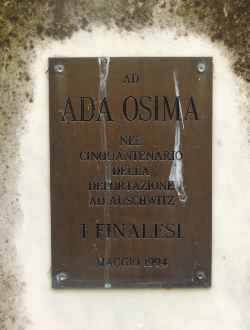 AD
ADA OSIMA
NEL
CINQUANTENARIO
DELLA
DEPORTAZIONE
AD AUSCHWITZ
I FINALESI
MAGGIO 1994